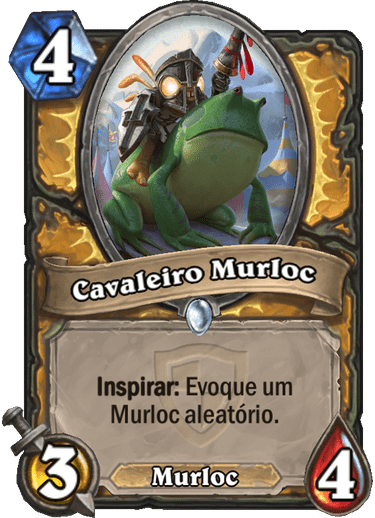 4
Cavaleiro Murloc
Inspirar: Evoque um
Murloc aleatório.
3
Murloc
4